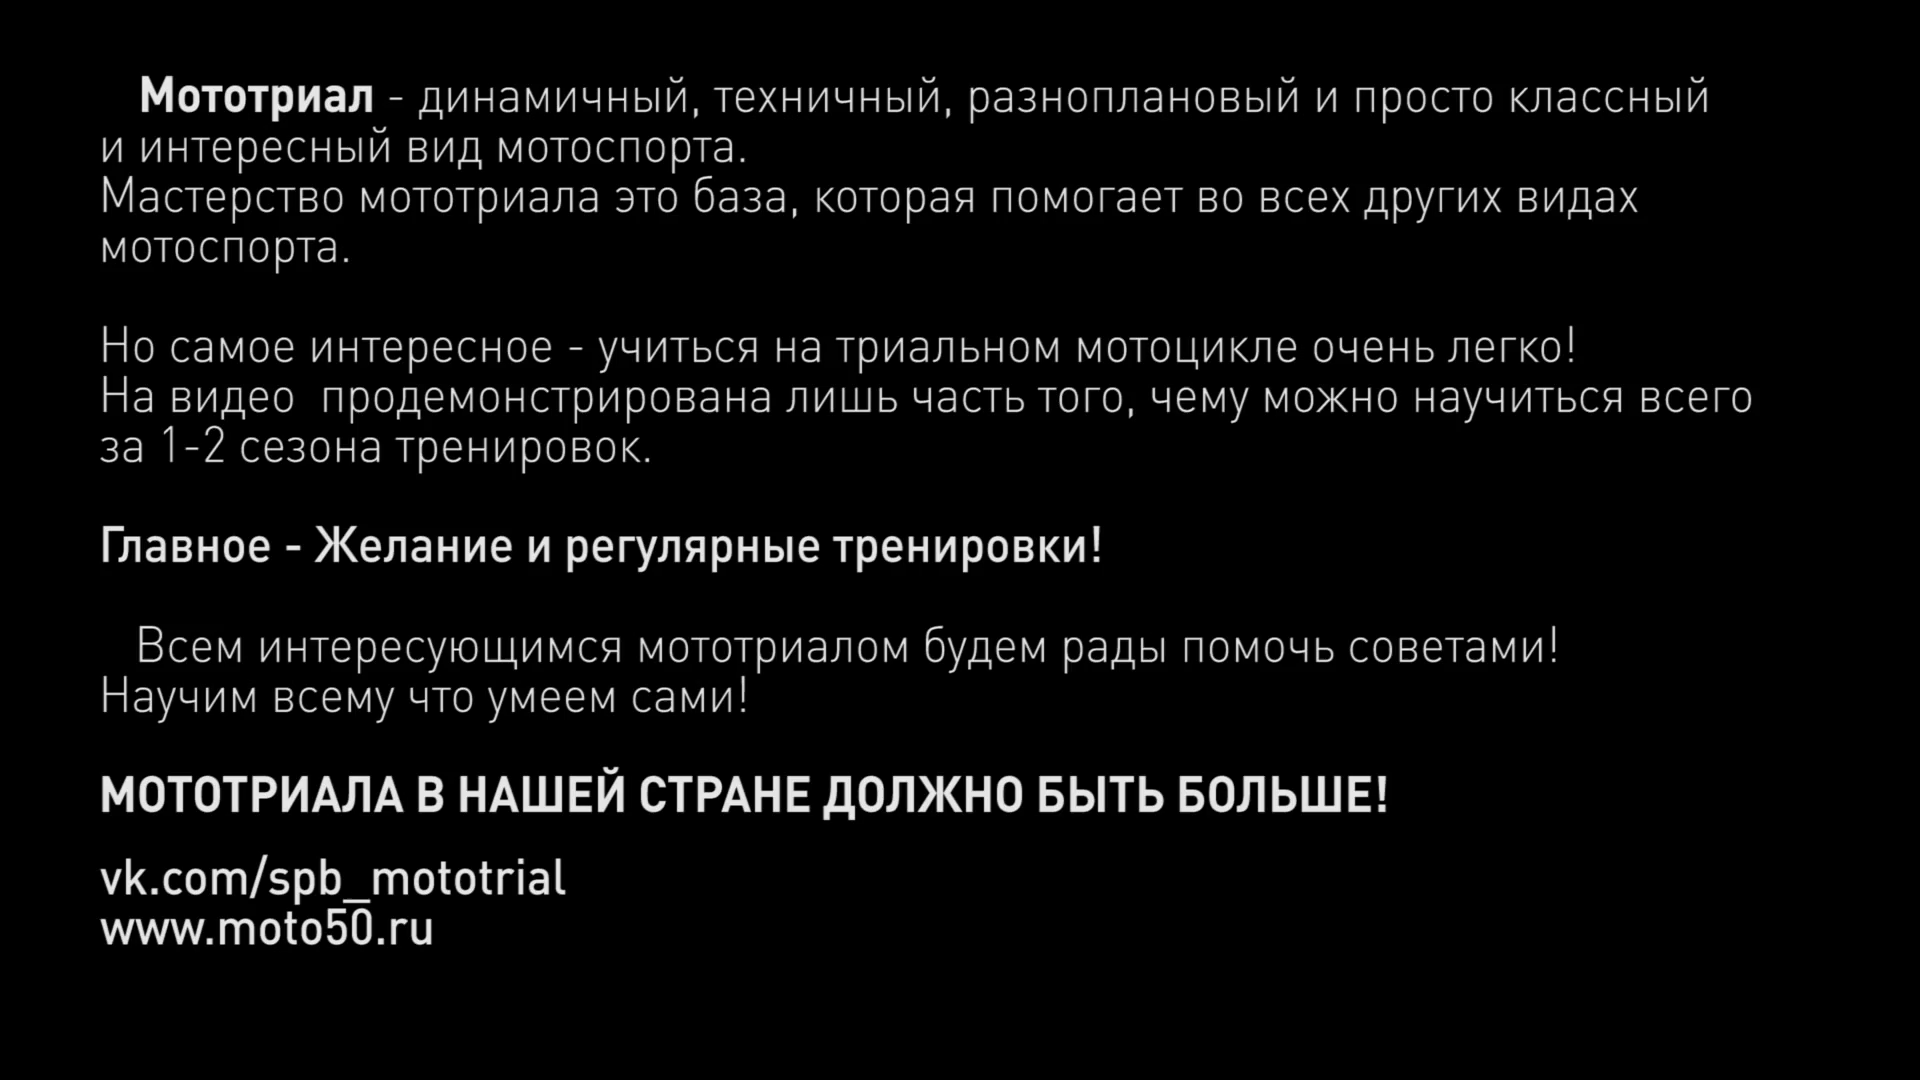 Мототриал - динамичный, техничный, разноплановый и просто классный
и интересный вид мотоспорта.
Мастерство мототриала это база, которая помогает во всех других видах
мотоспорта.
Но самое интересное - учиться на триальном мотоцикле очень легко!
На видео  продемонстрирована лишь часть того, чему можно научиться всего
за 1-2 сезона тренировок.
Главное - Желание и регулярные тренировки!
Всем интересующимся мототриалом будем рады помочь советами!
Научим всему что умеем сами!
МОТОТРИАЛА В НАШЕЙ СТРАНЕ ДОЛЖНО БЫТЬ БОЛЬШЕ!
vk.com/spb_mototrial
www.moto50.ru